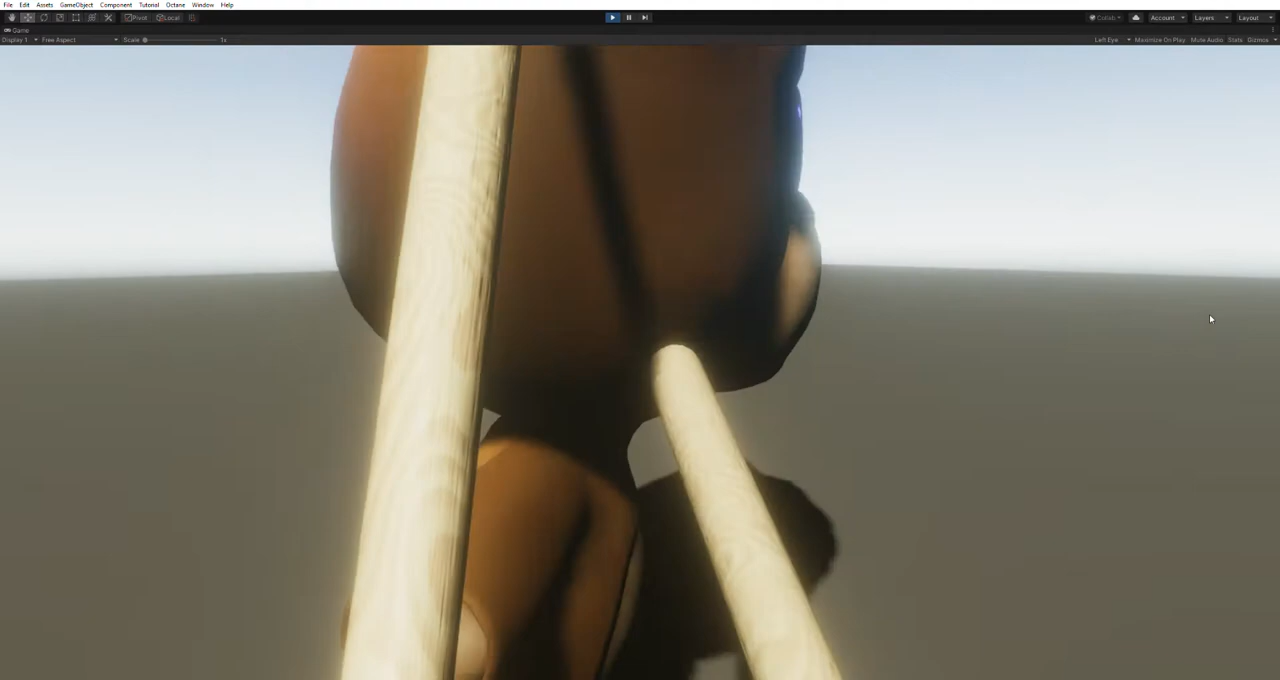 File Edit Assets GameObject Component Tutorial Octane Window Help
Pivot Local Collab Account Layers Layout
Game
Display 1 Free Aspect Scale 1x Left Eye Maximize On Play Mute Audio Stats Gizmos